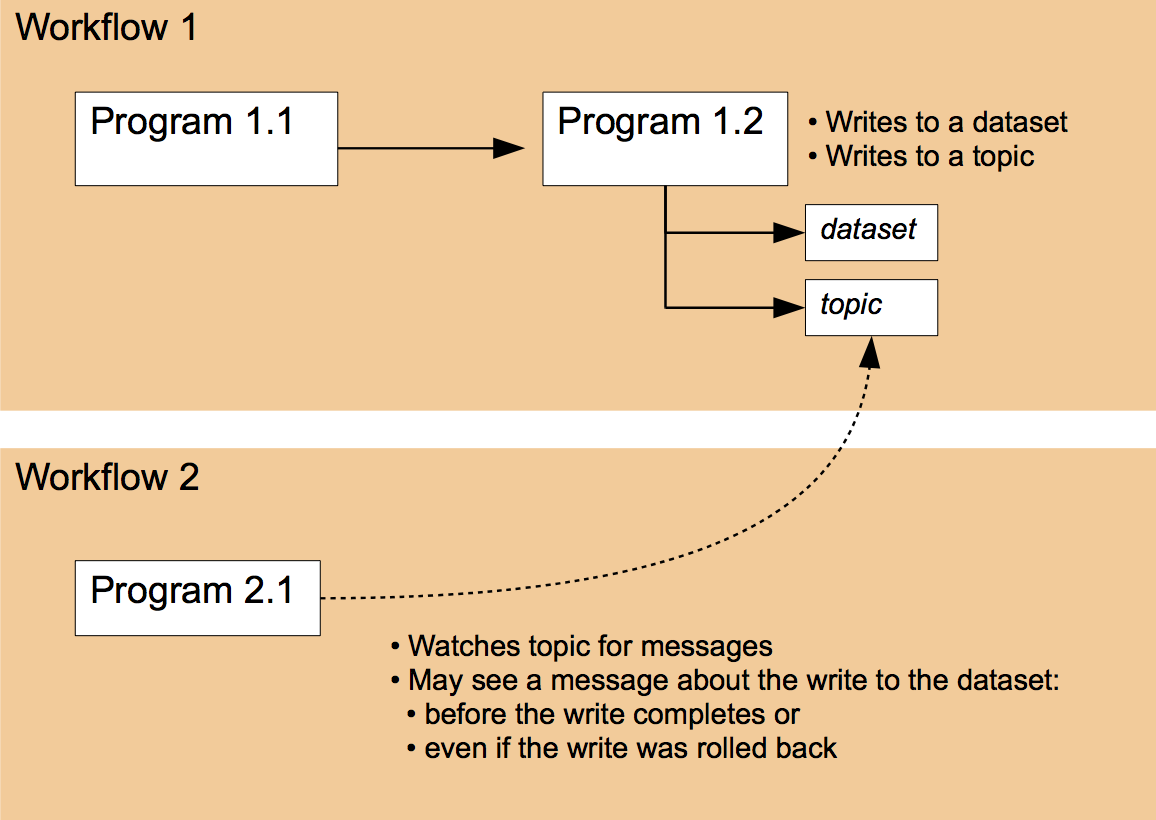 Workflow 1
Program 1.1
Program 1.2
• Writes to a dataset
• Writes to a topic
dataset
topic
Workflow 2
Program 2.1
• Watches topic for messages
• May see a message about the write to the dataset:
• before the write completes or
• even if the write was rolled back